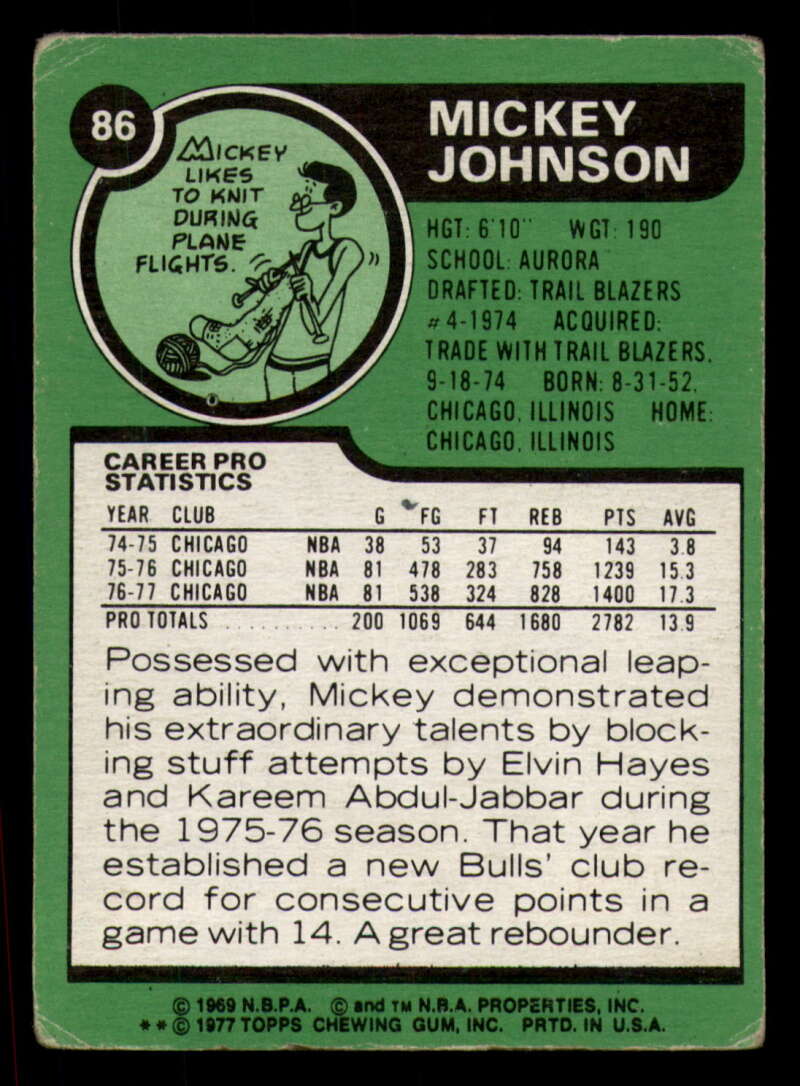 86
MICKEY
LIKES
TO KNIT
DURING
PLANE
FLIGHTS.
MICKEY
JOHNSON
HGT: 6'10" WGT: 190
SCHOOL: AURORA
DRAFTED: TRAIL BLAZERS
#4-1974 ACQUIRED:
TRADE WITH TRAIL BLAZERS,
9-18-74 BORN: 8-31-52,
CHICAGO, ILLINOIS HOME:
CHICAGO, ILLINOIS
CAREER PRO
STATISTICS
YEAR CLUB G FG FT REB PTS AVG
74-75 CHICAGO NBA 38 53 37 94 143 3.8
75-76 CHICAGO NBA 81 478 283 758 1239 15.3
76-77 CHICAGO NBA 81 538 324 828 1400 17.3
PRO TOTALS ........... 200 1069 644 1680 2782 13.9
Possessed with exceptional leap-
ing ability, Mickey demonstrated
his extraordinary talents by block-
ing stuff attempts by Elvin Hayes
and Kareem Abdul-Jabbar during
the 1975-76 season. That year he
established a new Bulls' club re-
cord for consecutive points in a
game with 14. A great rebounder.
© 1969 N.B.P.A. © and TM N.B.A. PROPERTIES, INC.
**© 1977 TOPPS CHEWING GUM, INC. PRTD. IN U.S.A.